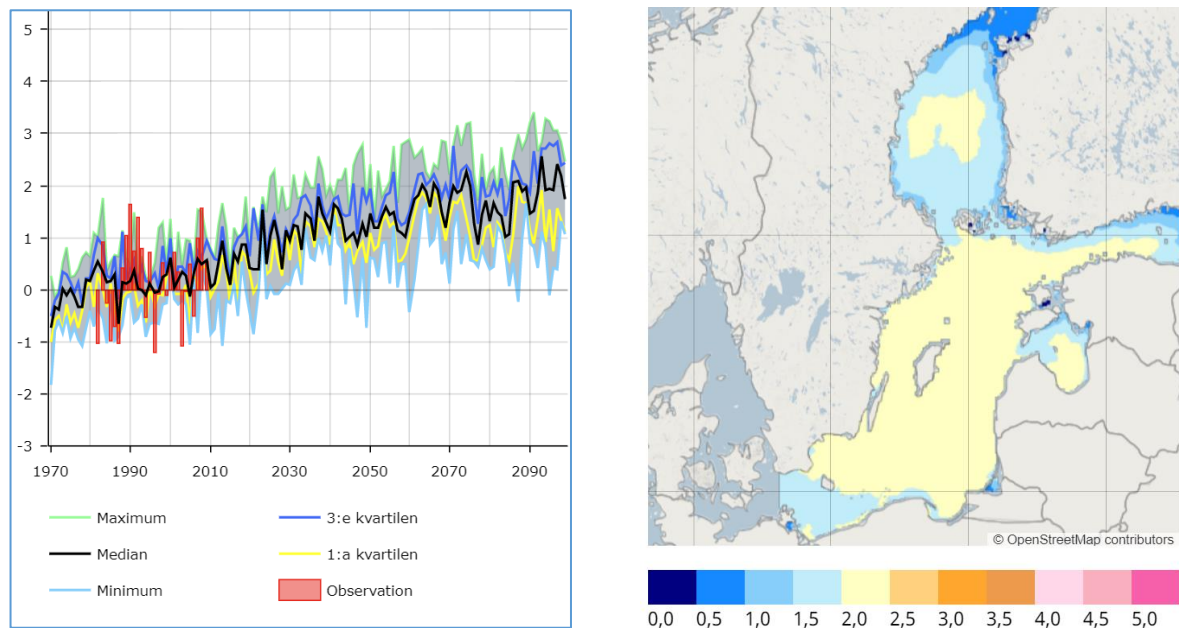 5
4
3
2
1
0
-1
-2
-3
1970 1990 2010 2030 2050 2070 2090
Maximum 3:e kvartilen
Median 1:a kvartilen
Minimum Observation
© OpenStreetMap contributors
0,0 0,5 1,0 1,5 2,0 2,5 3,0 3,5 4,0 4,5 5,0